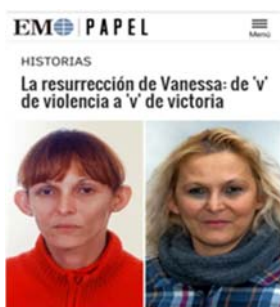 EM PAPEL
Menú
HISTORIAS
La resurrección de Vanessa: de 'v'
de violencia a 'v' de victoria